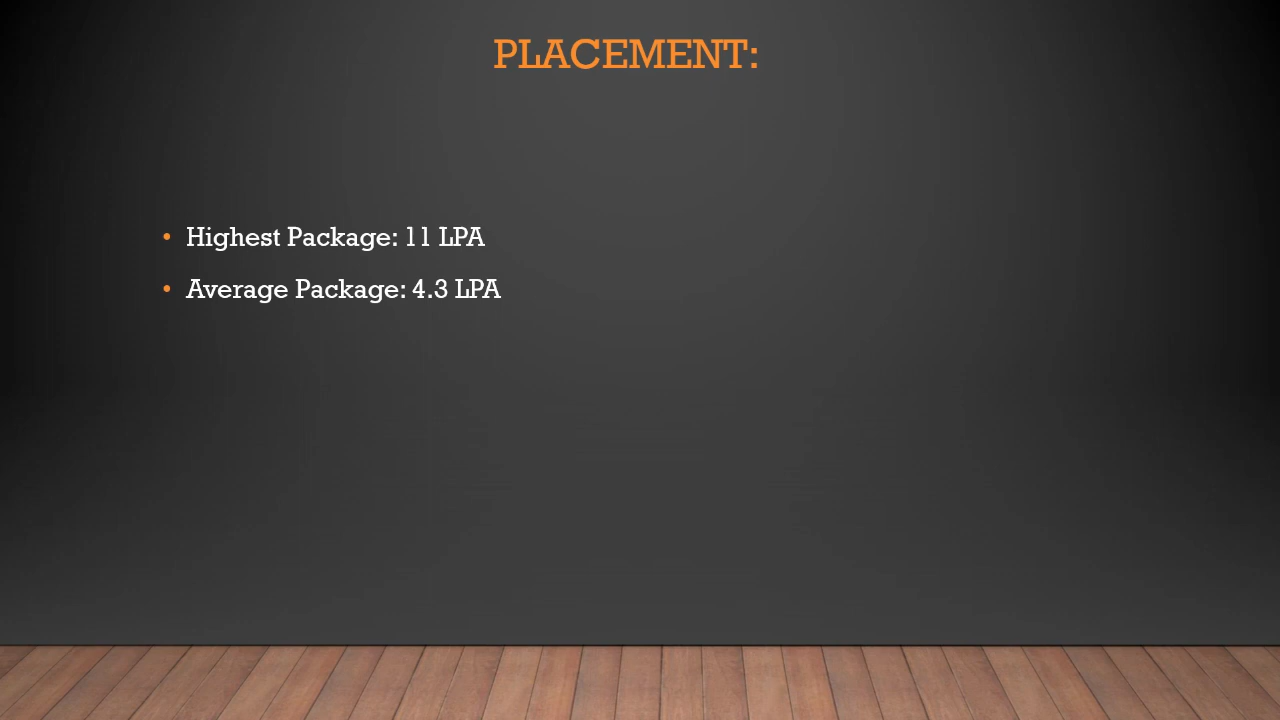 PLACEMENT:
• Highest Package: 11 LPA
• Average Package: 4.3 LPA